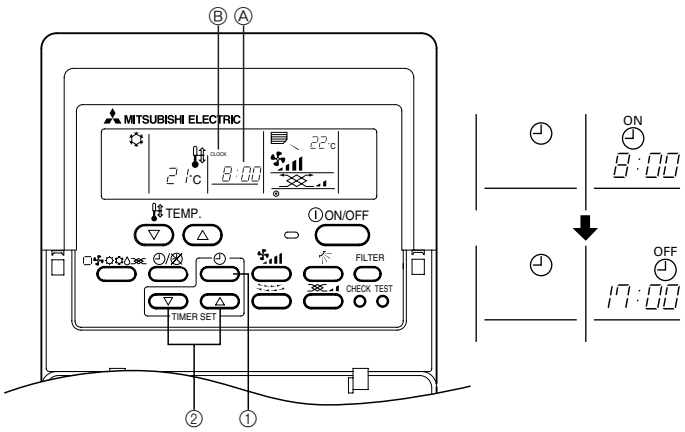 Ⓑ Ⓐ
MITSUBISHI ELECTRIC
CLOCK
21°C 8:00 22°C
TEMP. ON/OFF
FILTER
CHECK TEST
TIMER SET
② ①
ON
8:00
OFF
17:00